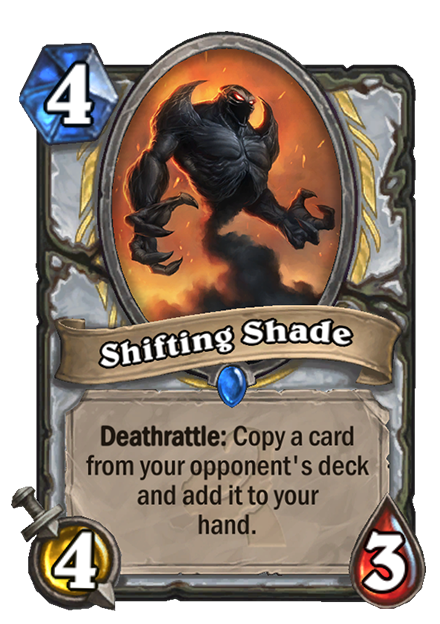 4
Shifting Shade
Deathrattle: Copy a card
from your opponent's deck
and add it to your
hand.
4
3